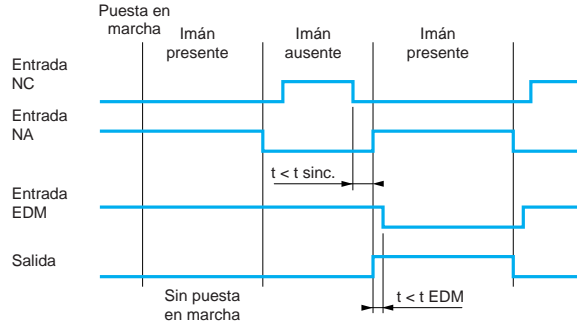 Puesta en
marcha
Imán
presente
Imán
ausente
Imán
presente
Entrada
NC
Entrada
NA
t < t sinc.
Entrada
EDM
Salida
t < t EDM
Sin puesta
en marcha